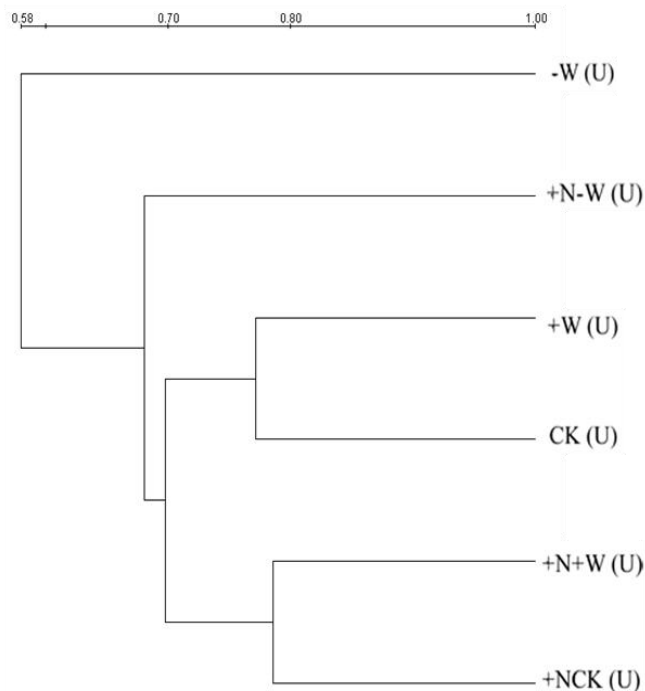 0.58 0.70 0.80 1.00
-W (U)
+N-W (U)
+W (U)
CK (U)
+N+W (U)
+NCK (U)